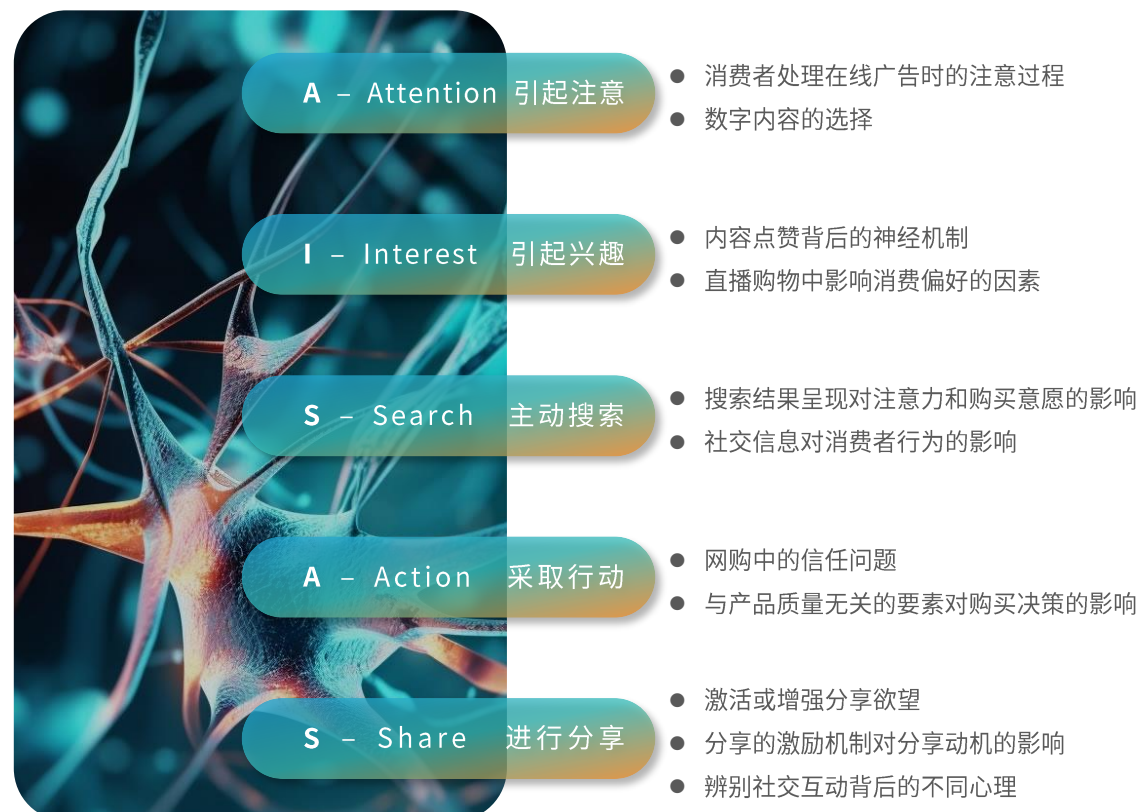 A – Attention 引起注意
消费者处理在线广告时的注意过程
数字内容的选择
I – Interest 引起兴趣
内容点赞背后的神经机制
直播购物中影响消费偏好的因素
S – Search 主动搜索
搜索结果呈现对注意力和购买意愿的影响
社交信息对消费者行为的影响
A – Action 采取行动
网购中的信任问题
与产品质量无关的要素对购买决策的影响
S – Share 进行分享
激活或增强分享欲望
分享的激励机制对分享动机的影响
辨别社交互动背后的不同心理